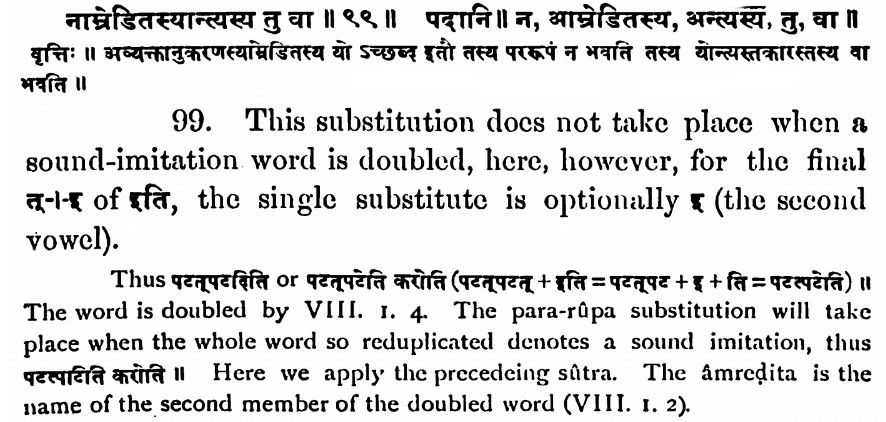 नाम्रेडितस्यान्त्यस्य तु वा ॥ ९९ ॥ पदानि ॥ न, आम्रेडितस्य, अन्त्यस्य, तु, वा ॥
वृत्तिः ॥ अव्यक्तानुकरणस्याम्रेडितस्य यो ऽच्छब्द इतौ तस्य पररूपं न भवति तस्य योन्त्यस्तकारस्तस्य वा
भवति ॥
99. This substitution does not take place when a
sound-imitation word is doubled, here, however, for the final
त्-।-इ of इति, the single substitute is optionally इ (the second
vowel).
Thus पटत्पटदिति or पटत्पटेति करोति (पटत्पटत् + इति = पटत्पट + इ + ति = पटत्पटेति) ॥
The word is doubled by VIII. 1. 4. The para-rûpa substitution will take
place when the whole word so reduplicated denotes a sound imitation, thus
पटत्पटिति करोति ॥ Here we apply the precedeing sûtra. The âmreḍita is the
name of the second member of the doubled word (VIII. 1. 2).